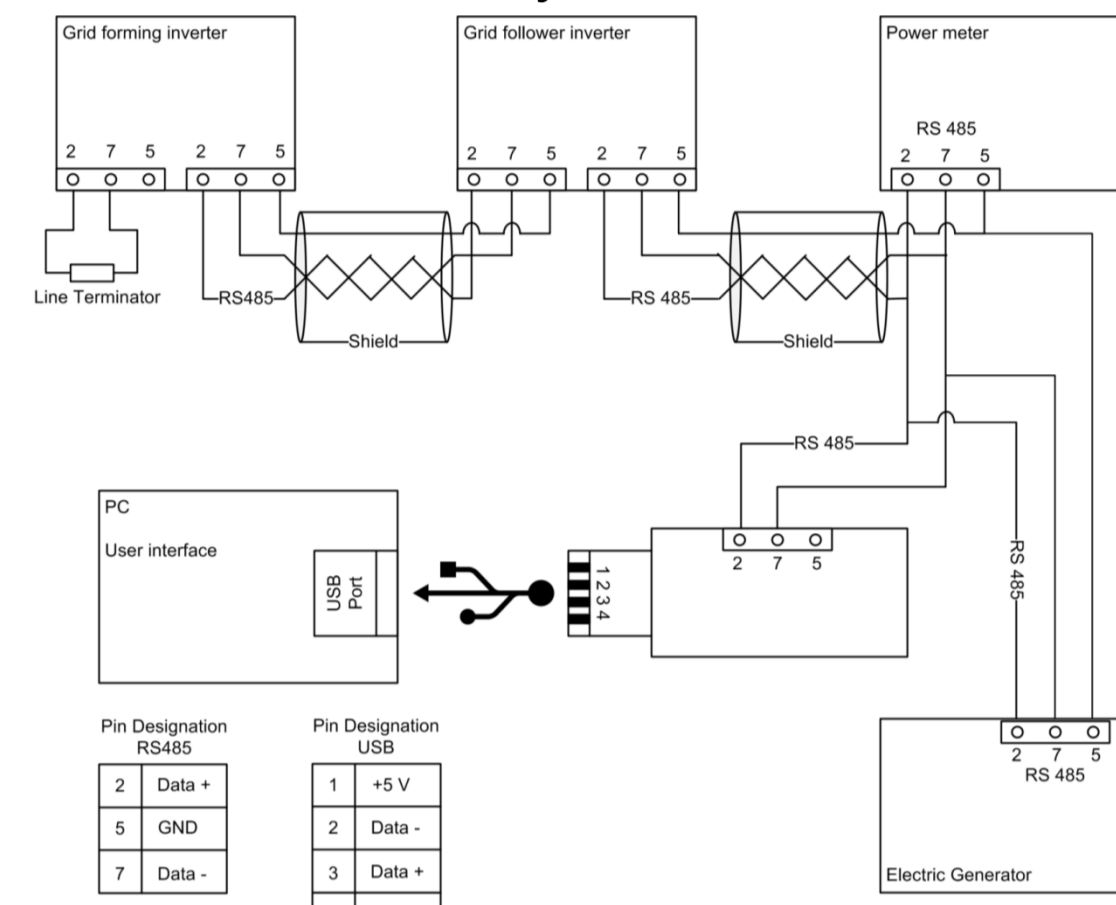 Grid forming inverter
2 7 5 2 7 5
Line Terminator
RS485
Shield
Grid follower inverter
2 7 5 2 7 5
RS 485
Shield
Power meter
RS 485
2 7 5
RS 485
RS 485
PC
User interface
USB
Port
1 2 3 4
2 7 5
2 7 5
RS 485
Electric Generator
Pin Designation
RS485
2 Data +
5 GND
7 Data -
Pin Designation
USB
1 +5 V
2 Data -
3 Data +